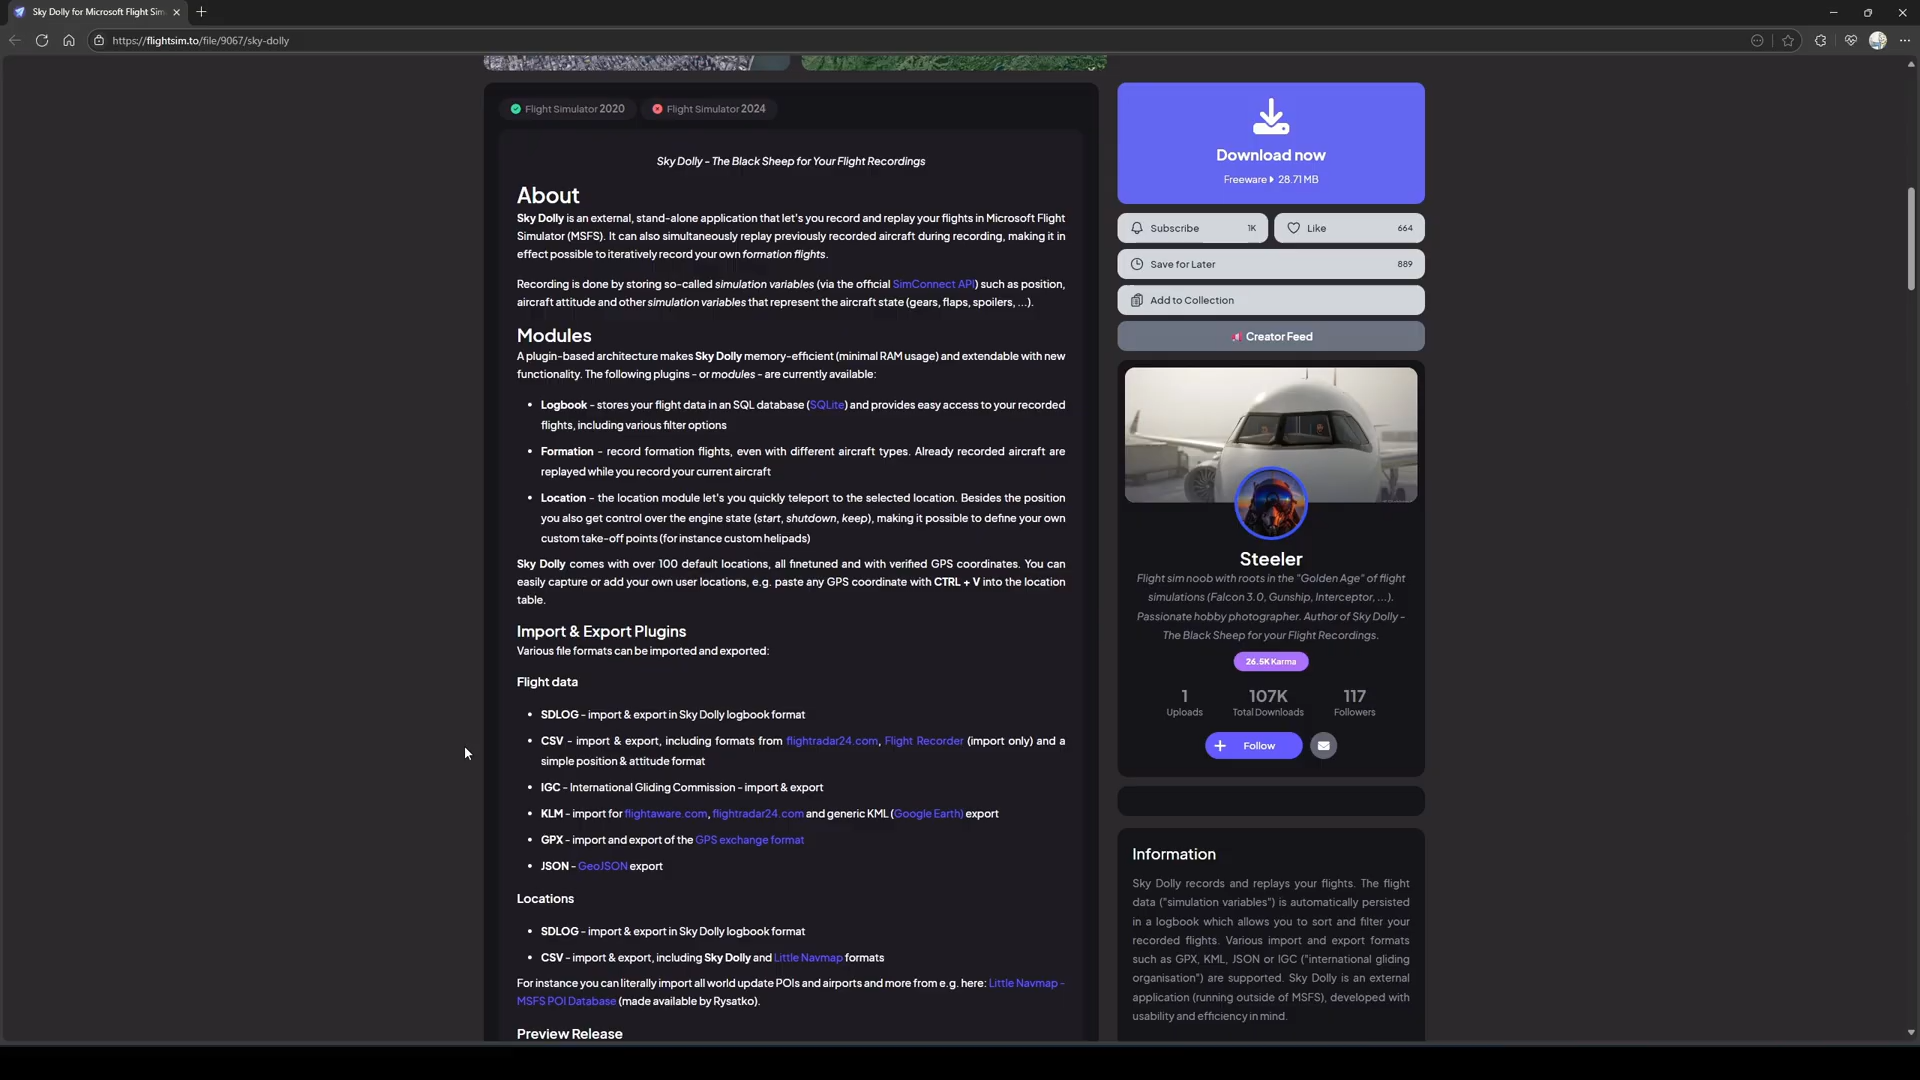 Sky Dolly for Microsoft Flight Sim
https://flightsim.to/file/9067/sky-dolly
Flight Simulator 2020
Flight Simulator 2024
Sky Dolly - The Black Sheep for Your Flight Recordings
About
Sky Dolly is an external, stand-alone application that let's you record and replay your flights in Microsoft Flight
Simulator (MSFS). It can also simultaneously replay previously recorded aircraft during recording, making it in
effect possible to iteratively record your own formation flights.
Recording is done by storing so-called simulation variables (via the official SimConnect API) such as position,
aircraft attitude and other simulation variables that represent the aircraft state (gears, flaps, spoilers, ...).
Modules
A plugin-based architecture makes Sky Dolly memory-efficient (minimal RAM usage) and extendable with new
functionality. The following plugins - or modules - are currently available:
• Logbook - stores your flight data in an SQL database (SQLite) and provides easy access to your recorded
flights, including various filter options
• Formation - record formation flights, even with different aircraft types. Already recorded aircraft are
replayed while you record your current aircraft
• Location - the location module let's you quickly teleport to the selected location. Besides the position
you also get control over the engine state (start, shutdown, keep), making it possible to define your own
custom take-off points (for instance custom helipads)
Sky Dolly comes with over 100 default locations, all finetuned and with verified GPS coordinates. You can
easily capture or add your own user locations, e.g. paste any GPS coordinate with CTRL + V into the location
table.
Import & Export Plugins
Various file formats can be imported and exported:
Flight data
• SDLOG - import & export in Sky Dolly logbook format
• CSV - import & export, including formats from flightradar24.com, Flight Recorder (import only) and a
simple position & attitude format
• IGC - International Gliding Commission - import & export
• KLM - import for flightaware.com, flightradar24.com and generic KML (Google Earth) export
• GPX - import and export of the GPS exchange format
• JSON - GeoJSON export
Locations
• SDLOG - import & export in Sky Dolly logbook format
• CSV - import & export, including Sky Dolly and Little Navmap formats
For instance you can literally import all world update POIs and airports and more from e.g. here: Little Navmap -
MSFS POI Database (made available by Rysatko).
Preview Release
Download now
Freeware 28.71 MB
Subscribe 1K
Like 664
Save for Later 889
Add to Collection
Creator Feed
Steeler
Flight sim noob with roots in the "Golden Age" of flight
simulations (Falcon 3.0, Gunship, Interceptor, ...).
Passionate hobby photographer. Author of Sky Dolly -
The Black Sheep for your Flight Recordings.
26.5K Karma
1 107K 117
Uploads Total Downloads Followers
+ Follow
Information
Sky Dolly records and replays your flights. The flight
data ("simulation variables") is automatically persisted
in a logbook which allows you to sort and filter your
recorded flights. Various import and export formats
such as GPX, KML, JSON or IGC ("international gliding
organisation") are supported. Sky Dolly is an external
application (running outside of MSFS), developed with
usability and efficiency in mind.